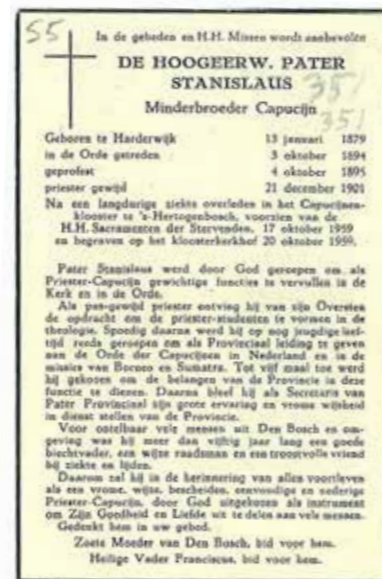 55
In de gebeden en H.H. Missen wordt aanbevolen
DE HOOGEERW. PATER
STANISLAUS
351
Minderbroeder Capucijn
351
Geboren te Harderwijk 13 januari 1879
in de Orde getreden 3 oktober 1894
geprofest 4 oktober 1895
priester gewijd 21 december 1901
Na een langdurige ziekte overleden in het Capucijnen-
klooster te 's-Hertogenbosch, voorzien van de
H.H. Sacramenten der Stervenden, 17 oktober 1959
en begraven op het kloosterkerkhof 20 oktober 1959.
Pater Stanislaus werd door God geroepen om als
Priester-Capucijn gewichtige functies te vervullen in de
Kerk en in de Orde.
Als pas-gewijd priester ontving hij van zijn Oversten
de opdracht om de priester-studenten te vormen in de
theologie. Spoedig daarna werd hij op nog jeugdige leef-
tijd reeds geroepen om als Provinciaal leiding te geven
aan de Orde der Capucijnen in Nederland en in de
missies van Borneo en Sumatra. Tot vijf maal toe werd
hij gekozen om de belangen van de Provincie in deze
functie te dienen. Daarna bleef hij als Secretaris van
Pater Provinciaal zijn grote ervaring en vrome wijsheid
in dienst stellen van de Provincie.
Voor ontelbaar vele mensen uit Den Bosch en om-
geving was hij meer dan vijftig jaar lang een goede
biechtvader, een wijze raadsman en een troostvolle vriend
bij ziekte en lijden.
Daarom zal hij in de herinnering van allen voortleven
als een vrome, wijze, bescheiden, eenvoudige en nederige
Priester-Capucijn, door God uitgekozen als instrument
om Zijn Goedheid en Liefde uit te delen aan vele mensen.
Gedenkt hem in uw gebed.
Zoete Moeder van Den Bosch, bid voor hem.
Heilige Vader Franciscus, bid voor hem.